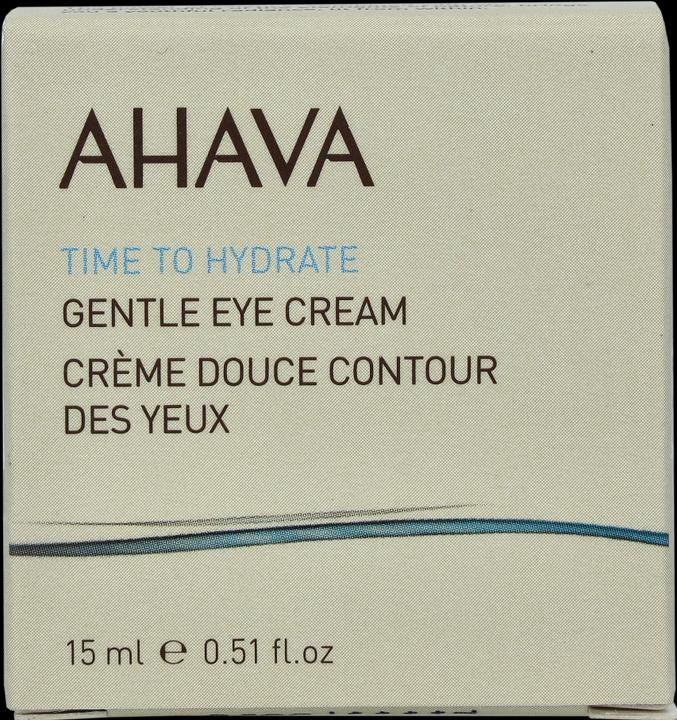 AHAVA
TIME TO HYDRATE
GENTLE EYE CREAM
CRÈME DOUCE CONTOUR
DES YEUX
15 ml ℮ 0.51 fl.oz